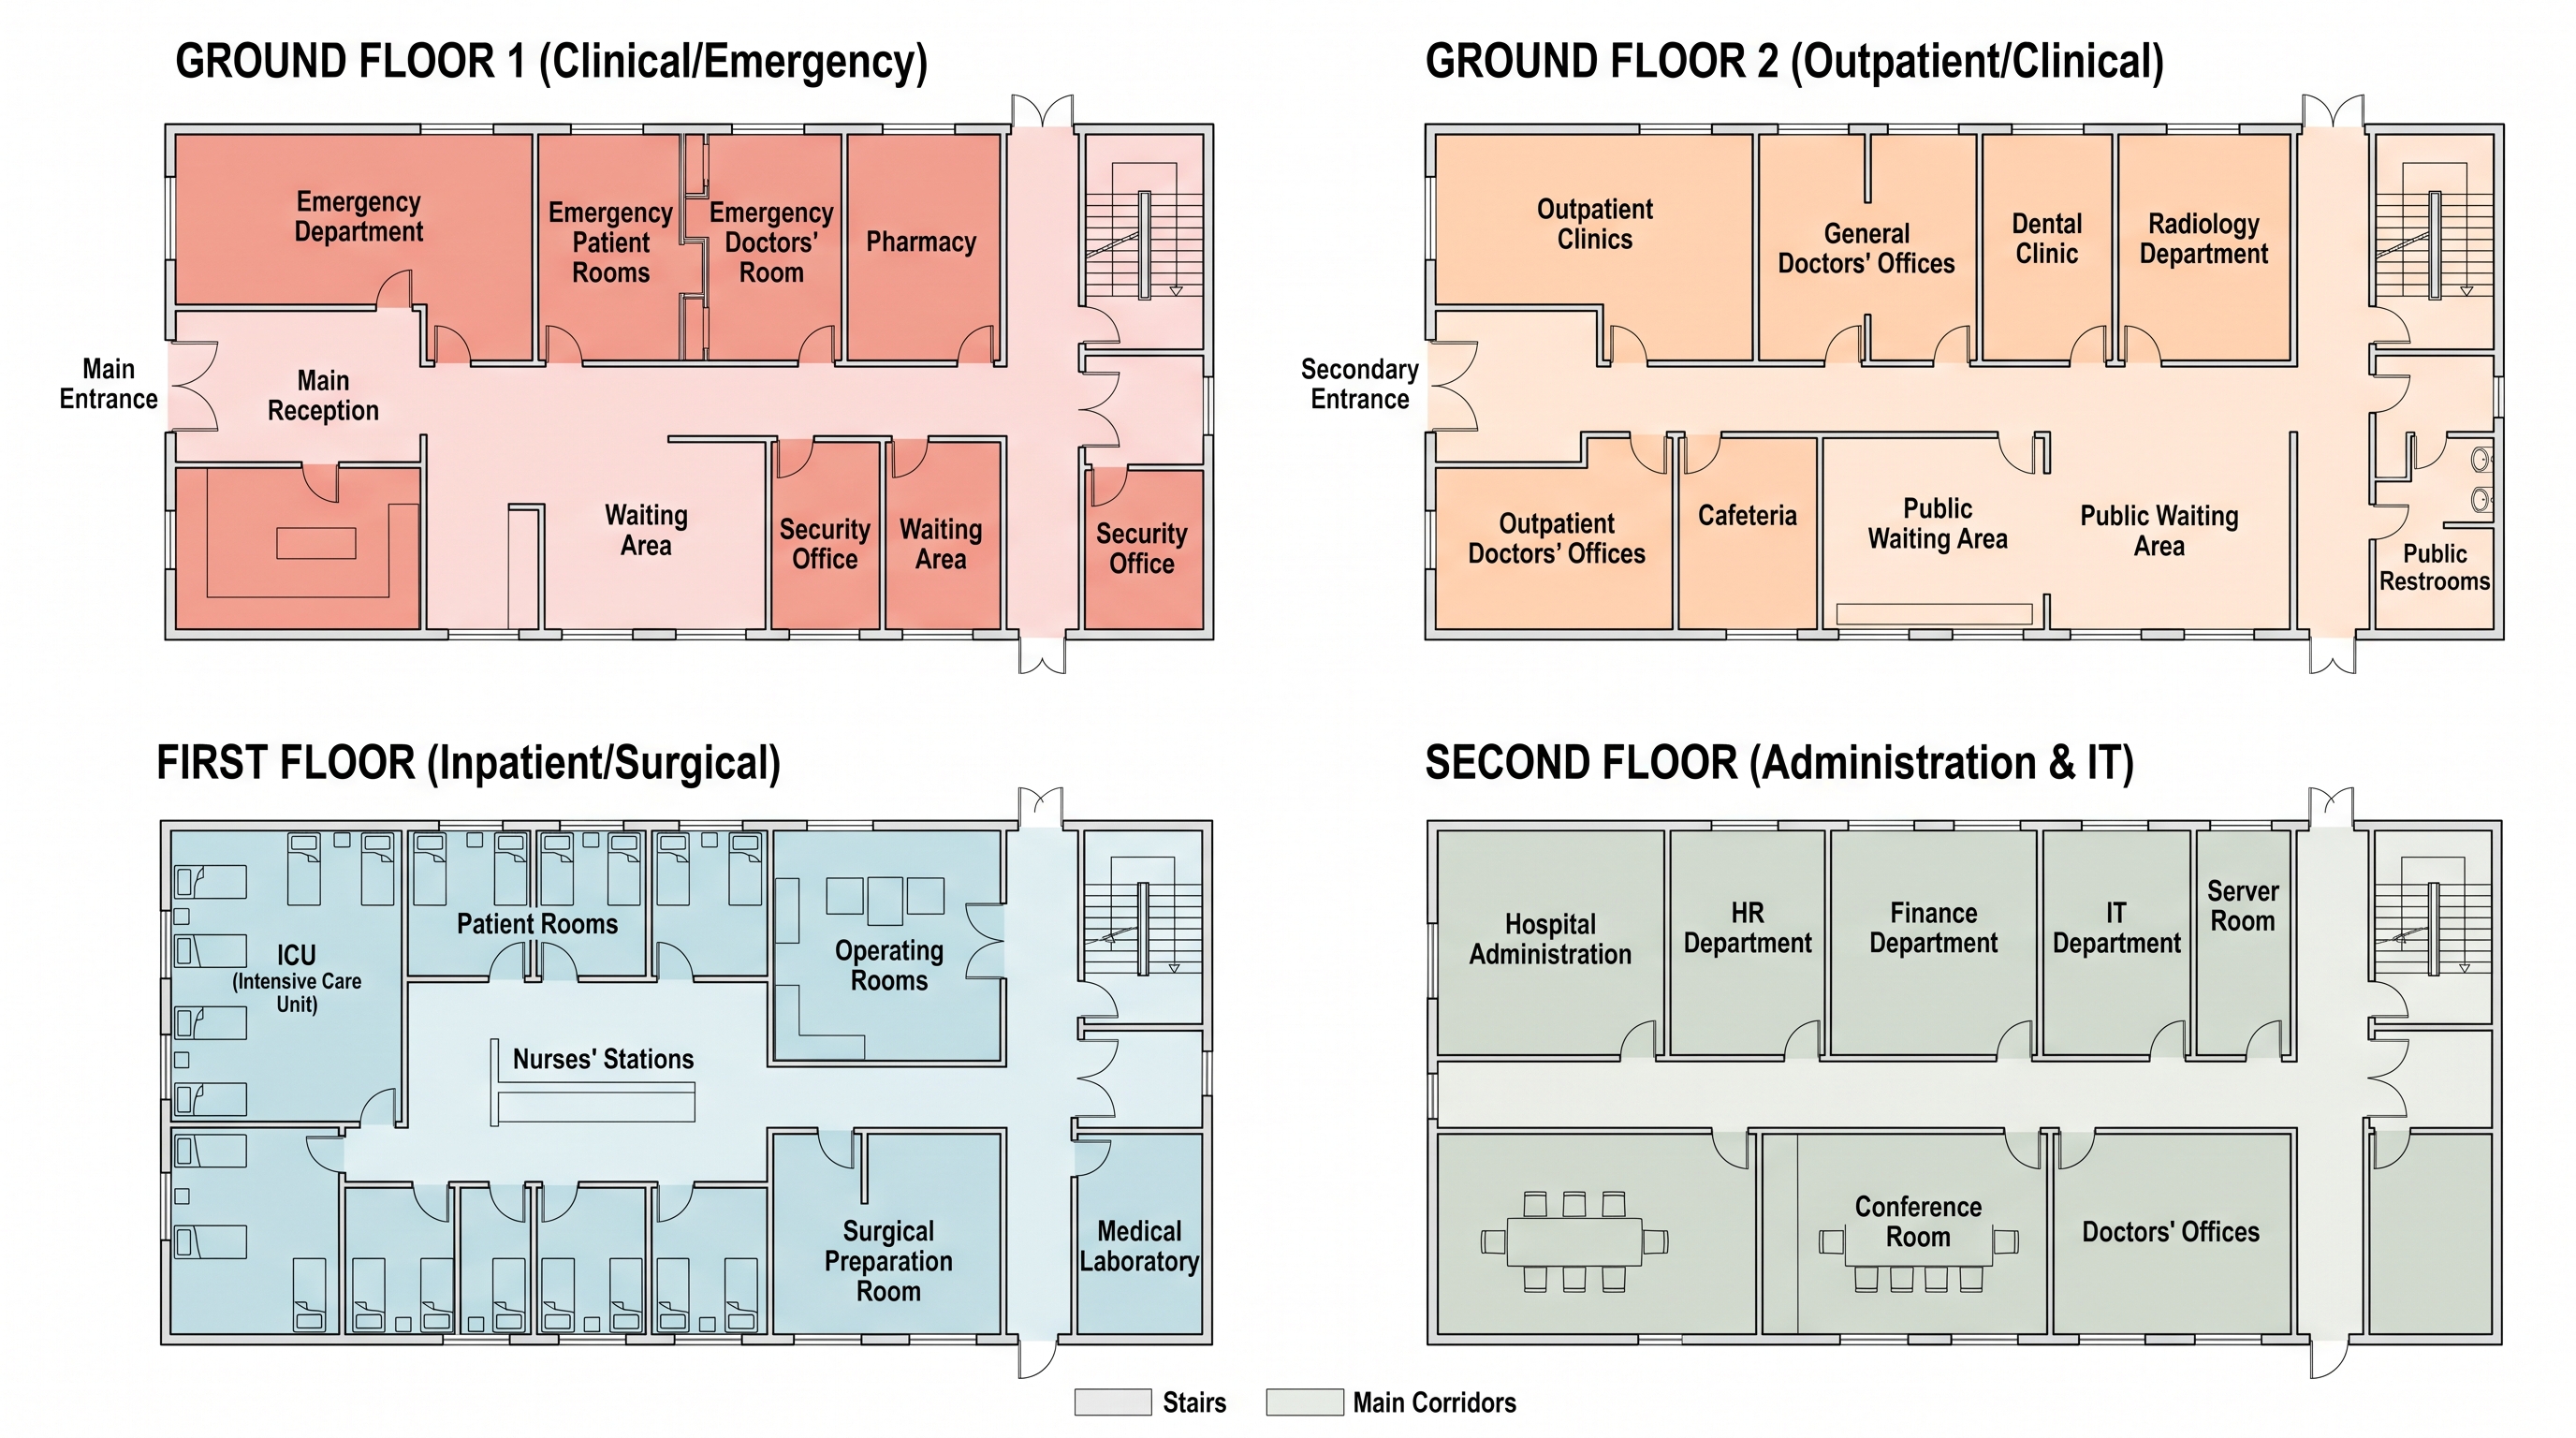 GROUND FLOOR 1 (Clinical/Emergency)
Emergency
Department
Emergency
Patient
Rooms
Emergency
Doctors’
Room
Pharmacy
Main
Entrance
Main
Reception
Waiting
Area
Security
Office
Waiting
Area
Security
Office
GROUND FLOOR 2 (Outpatient/Clinical)
Outpatient
Clinics
General
Doctors' Offices
Dental
Clinic
Radiology
Department
Secondary
Entrance
Outpatient
Doctors’ Offices
Cafeteria
Public
Waiting Area
Public Waiting
Area
Public
Restrooms
FIRST FLOOR (Inpatient/Surgical)
ICU
(Intensive Care
Unit)
Patient Rooms
Operating
Rooms
Nurses' Stations
Surgical
Preparation
Room
Medical
Laboratory
SECOND FLOOR (Administration & IT)
Hospital
Administration
HR
Department
Finance
Department
IT
Department
Server
Room
Conference
Room
Doctors' Offices
Stairs
Main Corridors